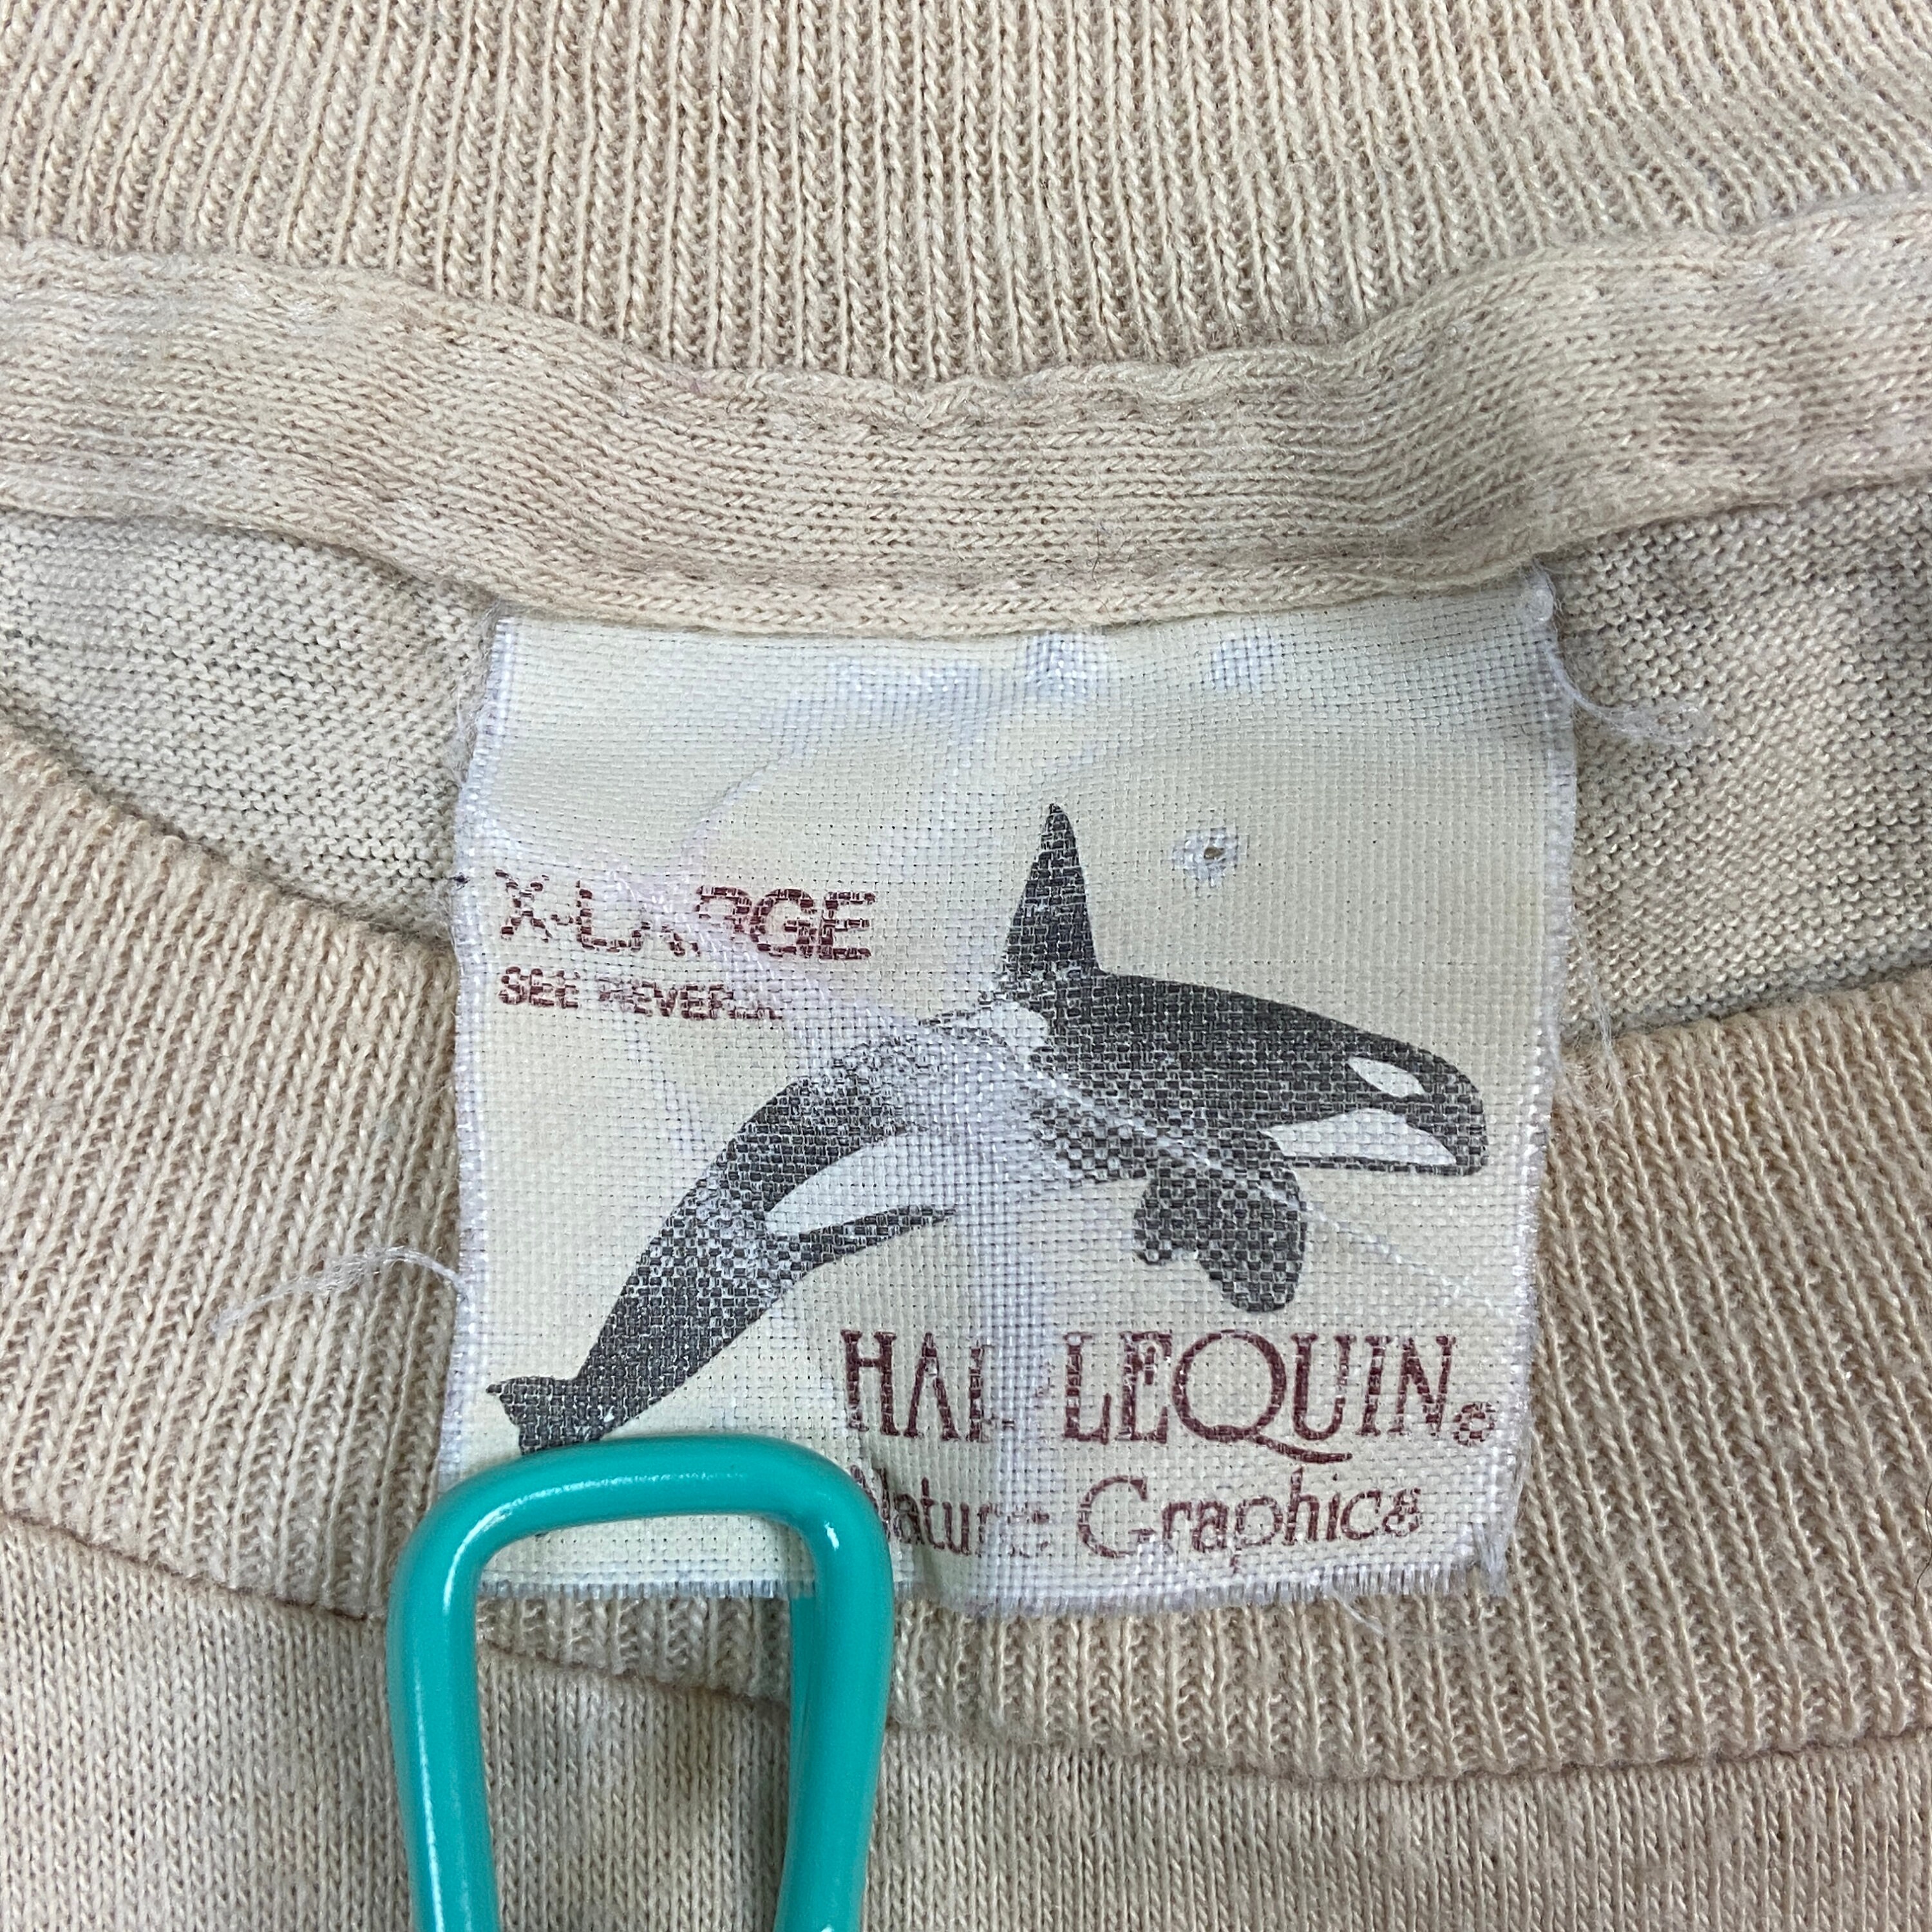 X-LARGE
SEE REVERSE
HARLEQUIN®
Nature Graphics